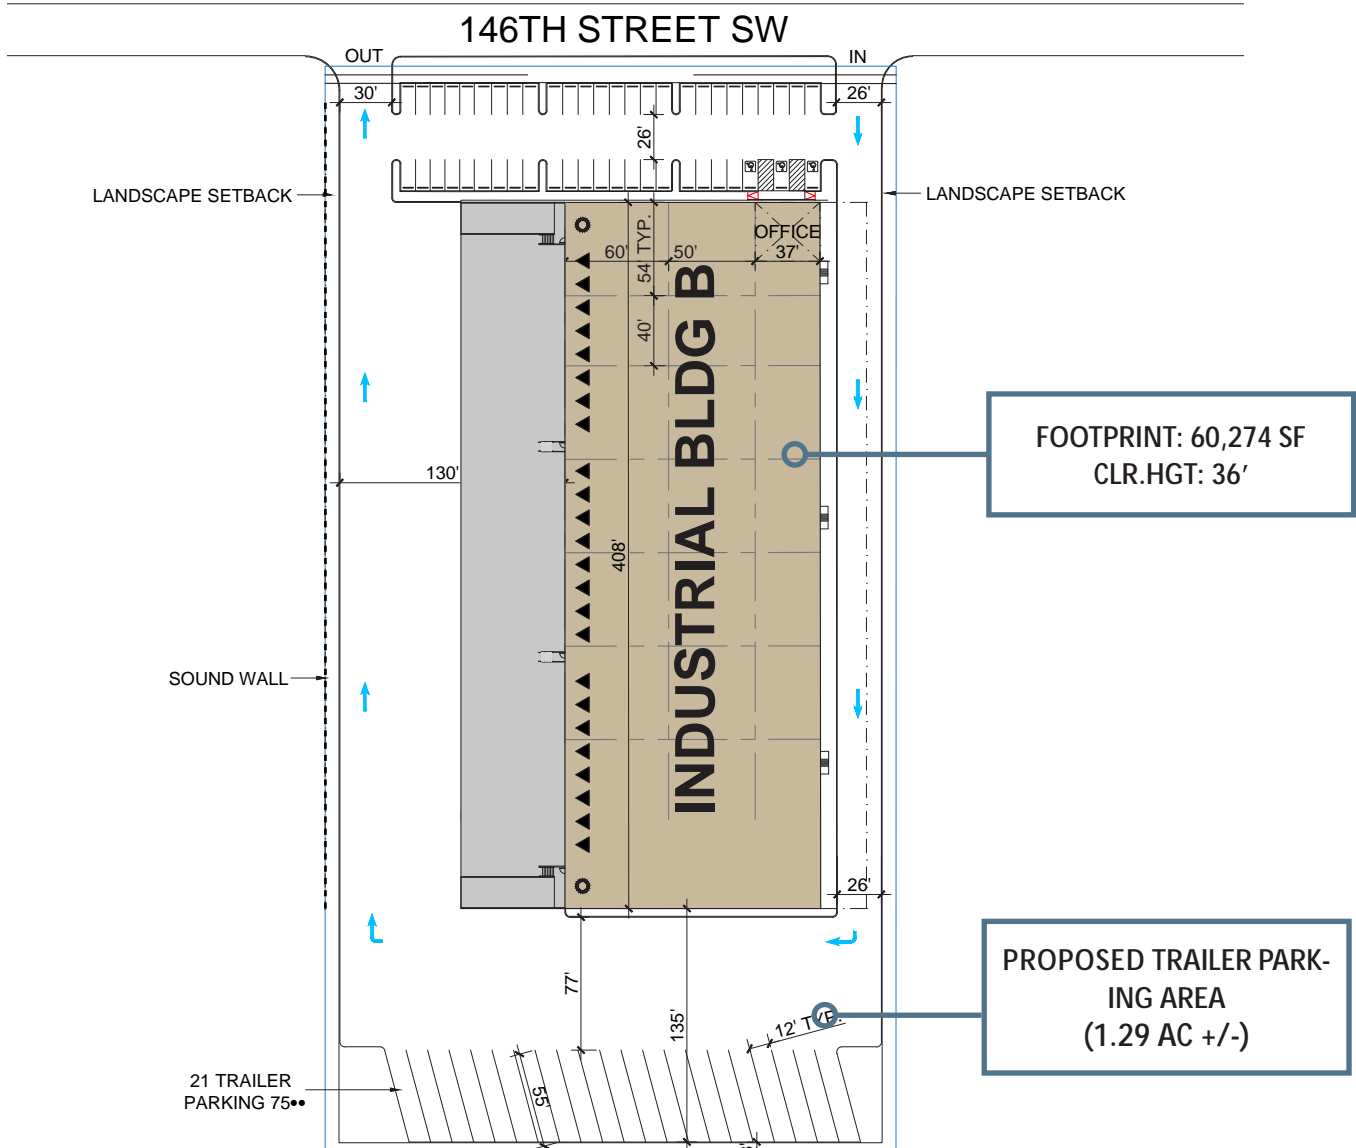 146TH STREET SW
OUT
IN
30'
26'
26'
LANDSCAPE SETBACK
LANDSCAPE SETBACK
OFFICE
60'
54' TYP.
50'
37'
40'
INDUSTRIAL BLDG B
FOOTPRINT: 60,274 SF
CLR.HGT: 36′
130'
408'
SOUND WALL
26'
77'
135'
12' TYP.
PROPOSED TRAILER PARK-
ING AREA
(1.29 AC +/-)
21 TRAILER
PARKING 75••
55'